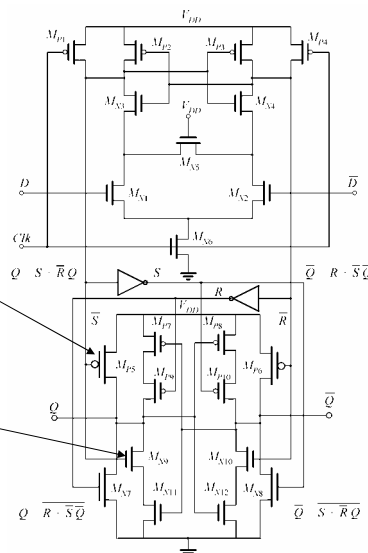 V_DD
M_P1
M_P2
M_P3
M_P4
M_N3
M_N4
V_DD
M_N5
D
M_N1
M_N2
D̅
Clk
M_N6
Q S · R̅ Q
S
R
Q̅ R · S̅ Q̅
V_DD
S̅
R̅
M_P7
M_P8
M_P5
M_P9
M_P10
M_P6
Q
Q̅
M_N9
M_N10
M_N7
M_N11
M_N12
M_N8
Q R · S̅ Q̅
Q̅ S · R̅ Q